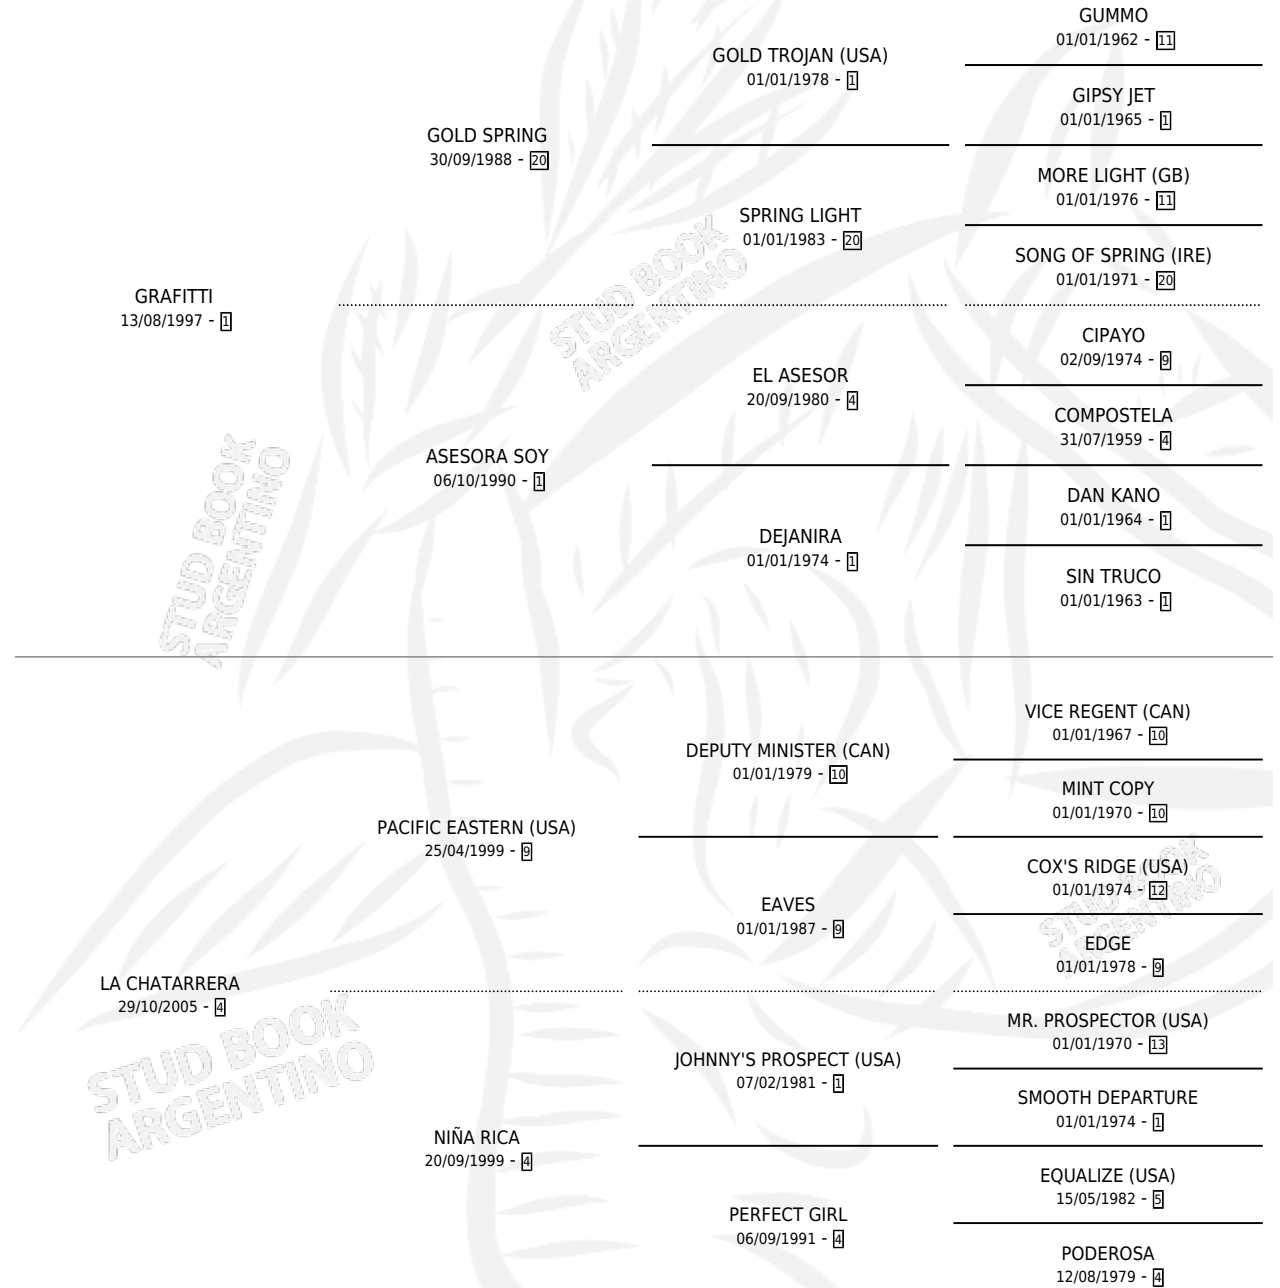 GUMMO
01/01/1962 - 11
GOLD TROJAN (USA)
01/01/1978 - 1
GIPSY JET
01/01/1965 - 1
GOLD SPRING
30/09/1988 - 20
MORE LIGHT (GB)
01/01/1976 - 11
SPRING LIGHT
01/01/1983 - 20
SONG OF SPRING (IRE)
01/01/1971 - 20
GRAFITTI
13/08/1997 - 1
CIPAYO
02/09/1974 - 9
EL ASESOR
20/09/1980 - 4
COMPOSTELA
31/07/1959 - 4
ASESORA SOY
06/10/1990 - 1
DAN KANO
01/01/1964 - 1
DEJANIRA
01/01/1974 - 1
SIN TRUCO
01/01/1963 - 1
VICE REGENT (CAN)
01/01/1967 - 10
DEPUTY MINISTER (CAN)
01/01/1979 - 10
MINT COPY
01/01/1970 - 10
PACIFIC EASTERN (USA)
25/04/1999 - 9
COX'S RIDGE (USA)
01/01/1974 - 12
EAVES
01/01/1987 - 9
EDGE
01/01/1978 - 9
LA CHATARRERA
29/10/2005 - 4
MR. PROSPECTOR (USA)
01/01/1970 - 13
JOHNNY'S PROSPECT (USA)
07/02/1981 - 1
SMOOTH DEPARTURE
01/01/1974 - 1
NIÑA RICA
20/09/1999 - 4
EQUALIZE (USA)
15/05/1982 - 5
PERFECT GIRL
06/09/1991 - 4
PODEROSA
12/08/1979 - 4
STUD BOOK
ARGENTINO
STUD BOOK
ARGENTINO
STUD BOOK
ARGENTINO
STUD BOOK
ARGENTINO